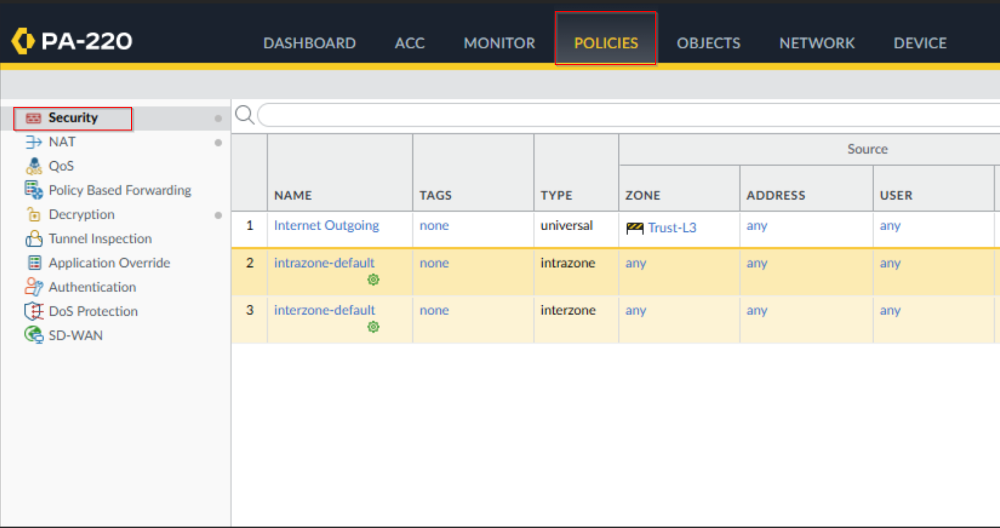 PA-220
DASHBOARD ACC MONITOR POLICIES OBJECTS NETWORK DEVICE
Security
NAT
QoS
Policy Based Forwarding
Decryption
Tunnel Inspection
Application Override
Authentication
DoS Protection
SD-WAN
Source
NAME TAGS TYPE ZONE ADDRESS USER
1 Internet Outgoing none universal Trust-L3 any any
2 intrazone-default none intrazone any any any
3 interzone-default none interzone any any any